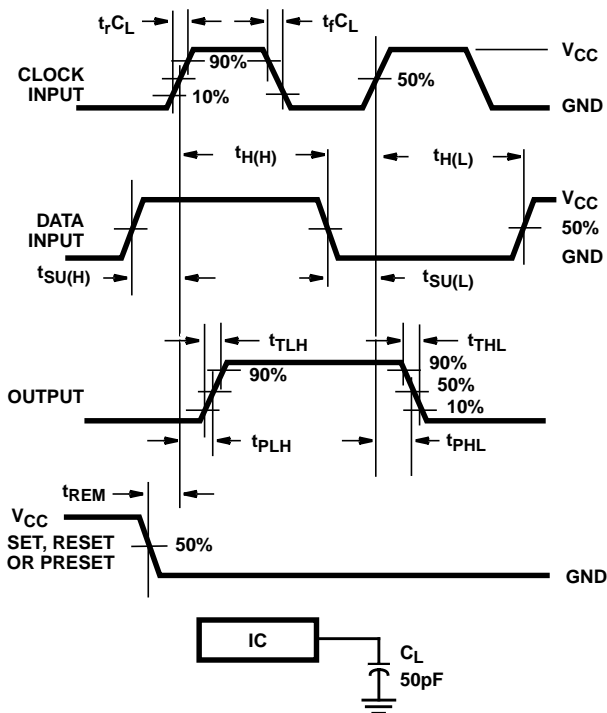 trCL
tfCL
CLOCK
INPUT
90%
10%
50%
VCC
GND
tH(H)
tH(L)
DATA
INPUT
VCC
50%
GND
tSU(H)
tSU(L)
tTLH
tTHL
OUTPUT
90%
90%
50%
10%
tPLH
tPHL
tREM
VCC
SET, RESET
OR PRESET
50%
GND
IC
CL
50pF